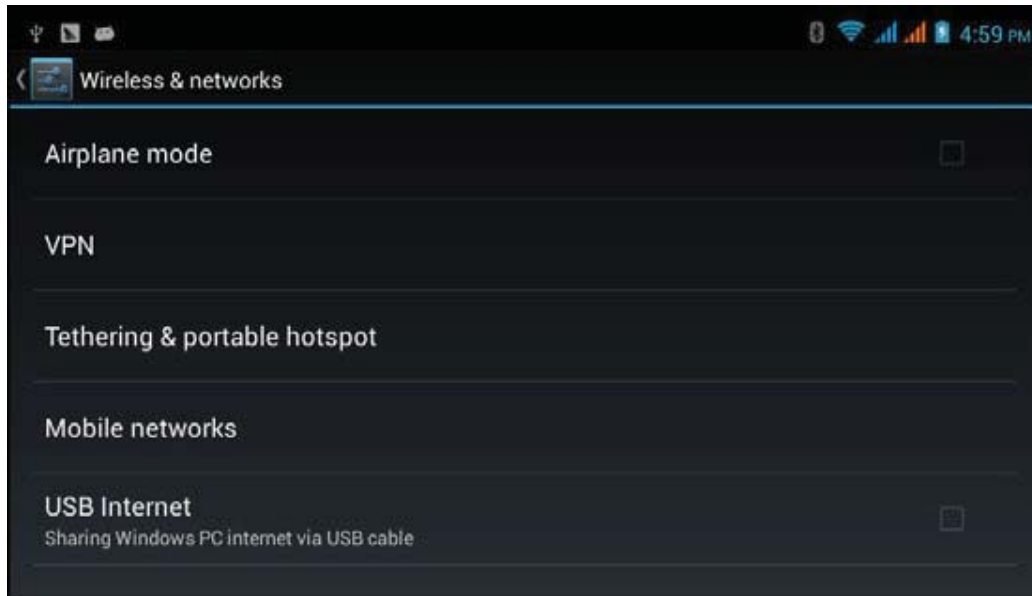 4:59 PM
Wireless & networks
Airplane mode
VPN
Tethering & portable hotspot
Mobile networks
USB Internet
Sharing Windows PC internet via USB cable